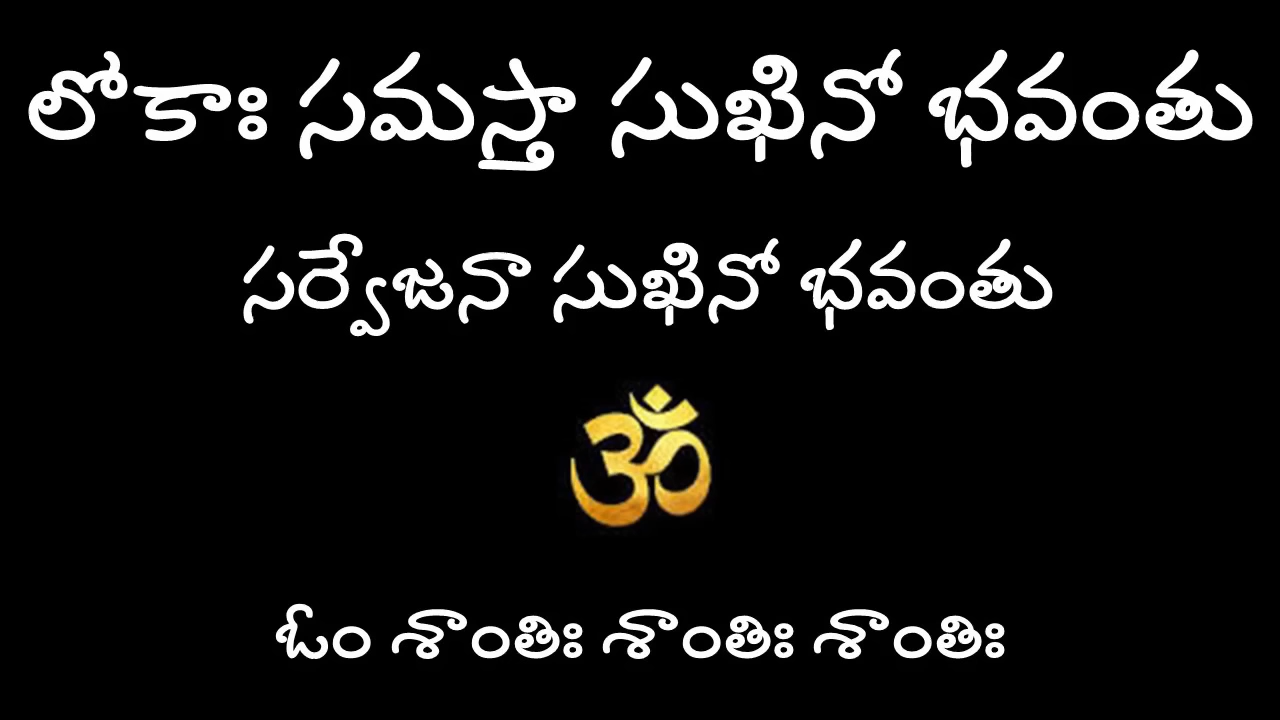 లోకాః సమస్తా సుఖినో భవంతు
సర్వేజనా సుఖినో భవంతు
ॐ
ఓం శాంతిః శాంతిః శాంతిః